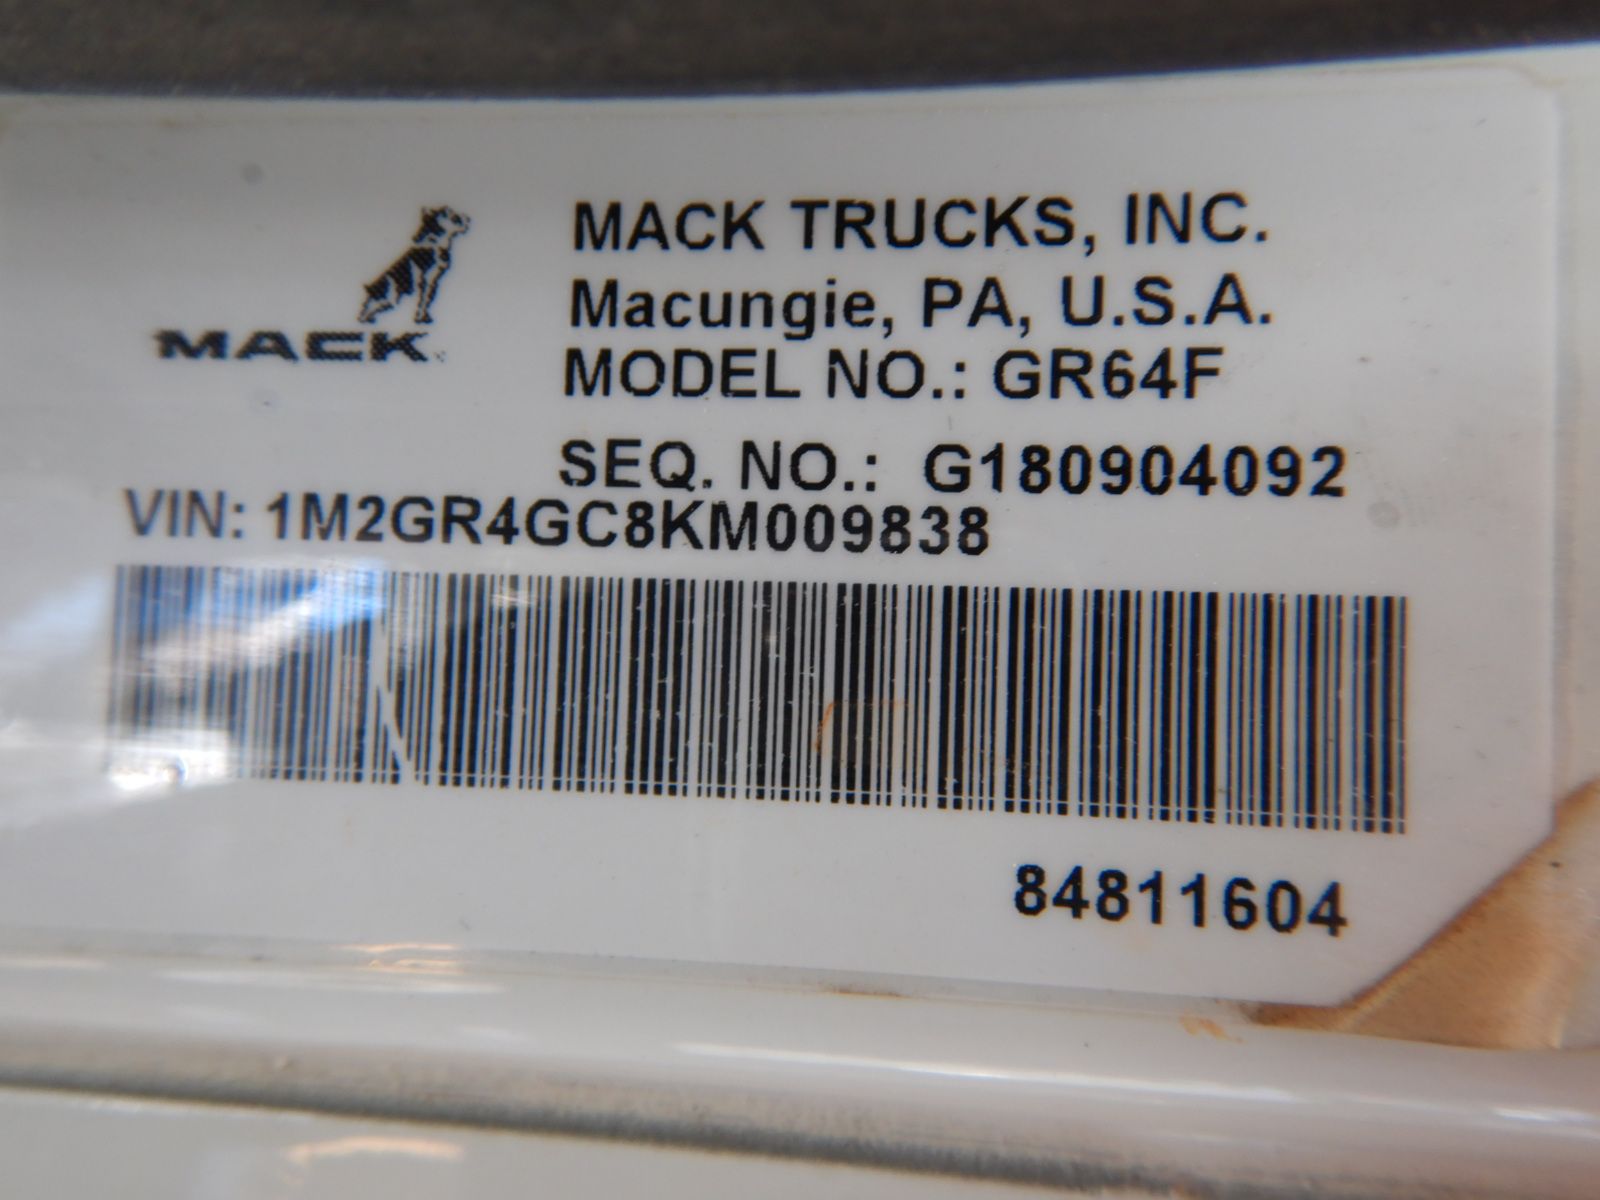 MACK TRUCKS, INC.
Macungie, PA, U.S.A.
MACK
MODEL NO.: GR64F
SEQ. NO.: G180904092
VIN: 1M2GR4GC8KM009838
84811604